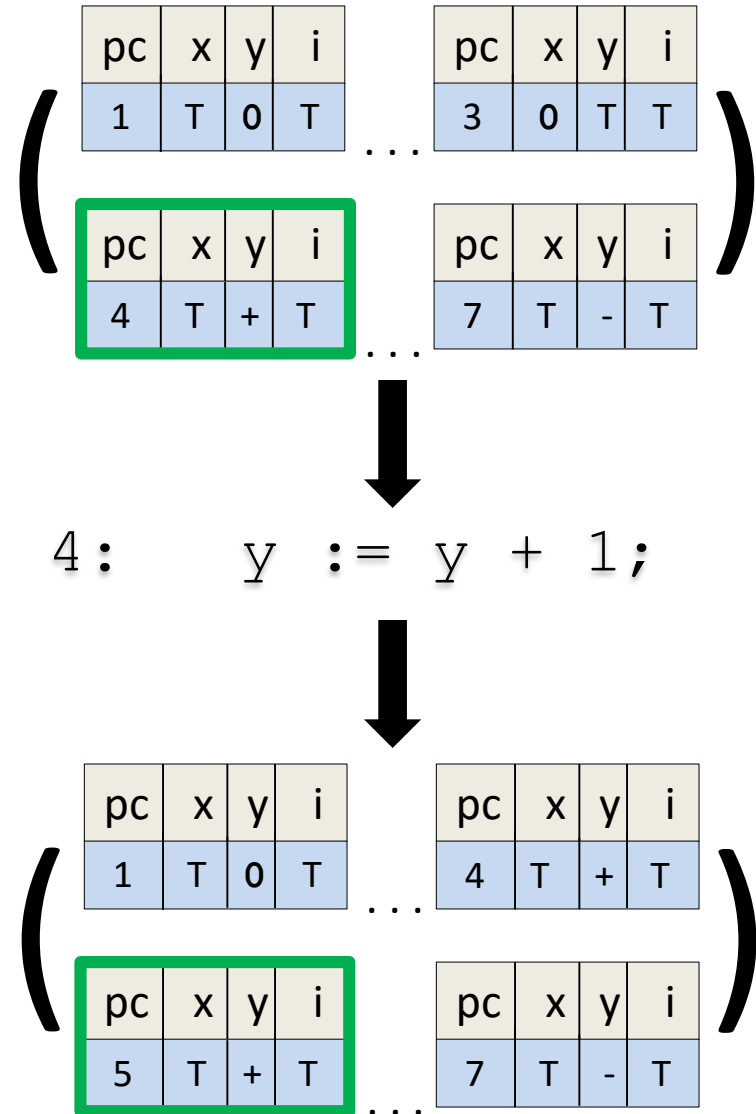 pc x y i pc x y i
1 T 0 T ... 3 0 T T
pc x y i pc x y i
4 T + T ... 7 T - T
4: y := y + 1;
pc x y i pc x y i
1 T 0 T ... 4 T + T
pc x y i pc x y i
5 T + T ... 7 T - T